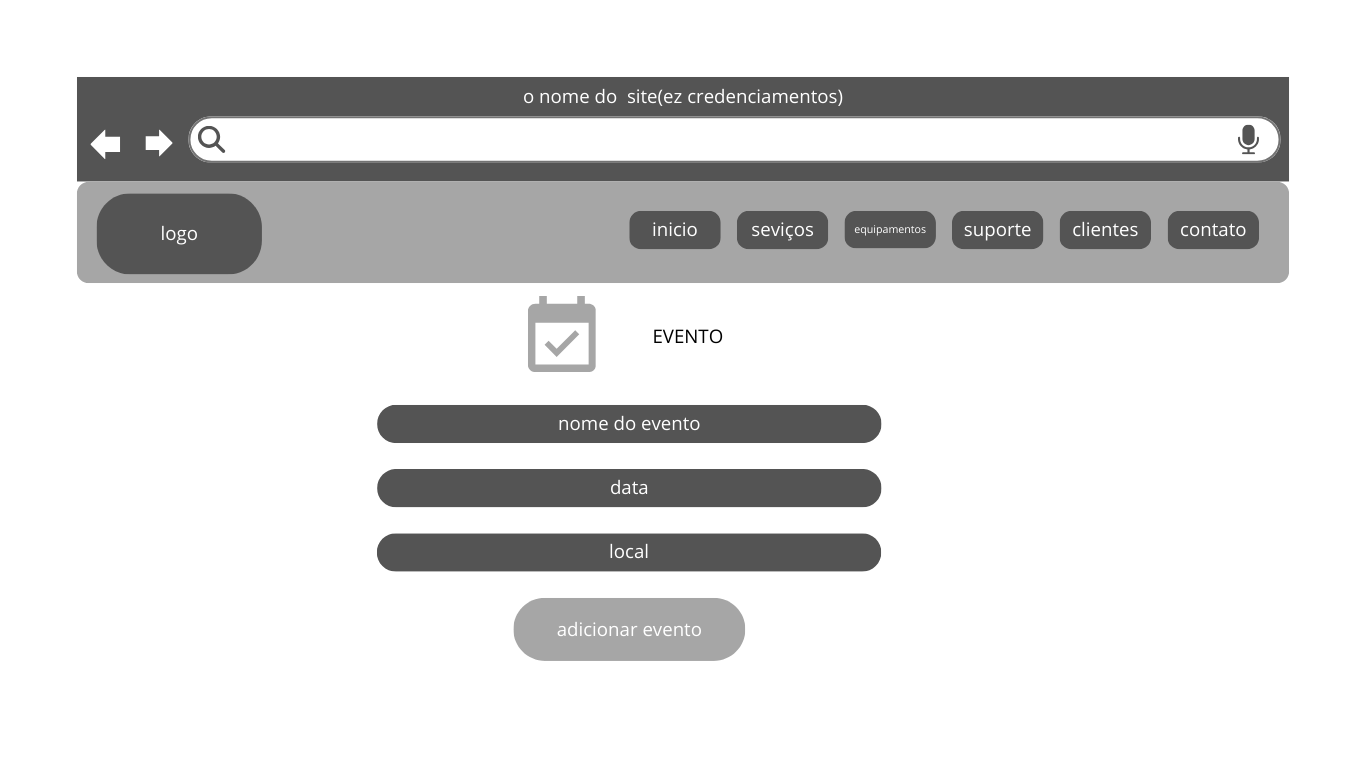 o nome do  site(ez credenciamentos)
logo
inicio
seviços
equipamentos
suporte
clientes
contato
EVENTO
nome do evento
data
local
adicionar evento